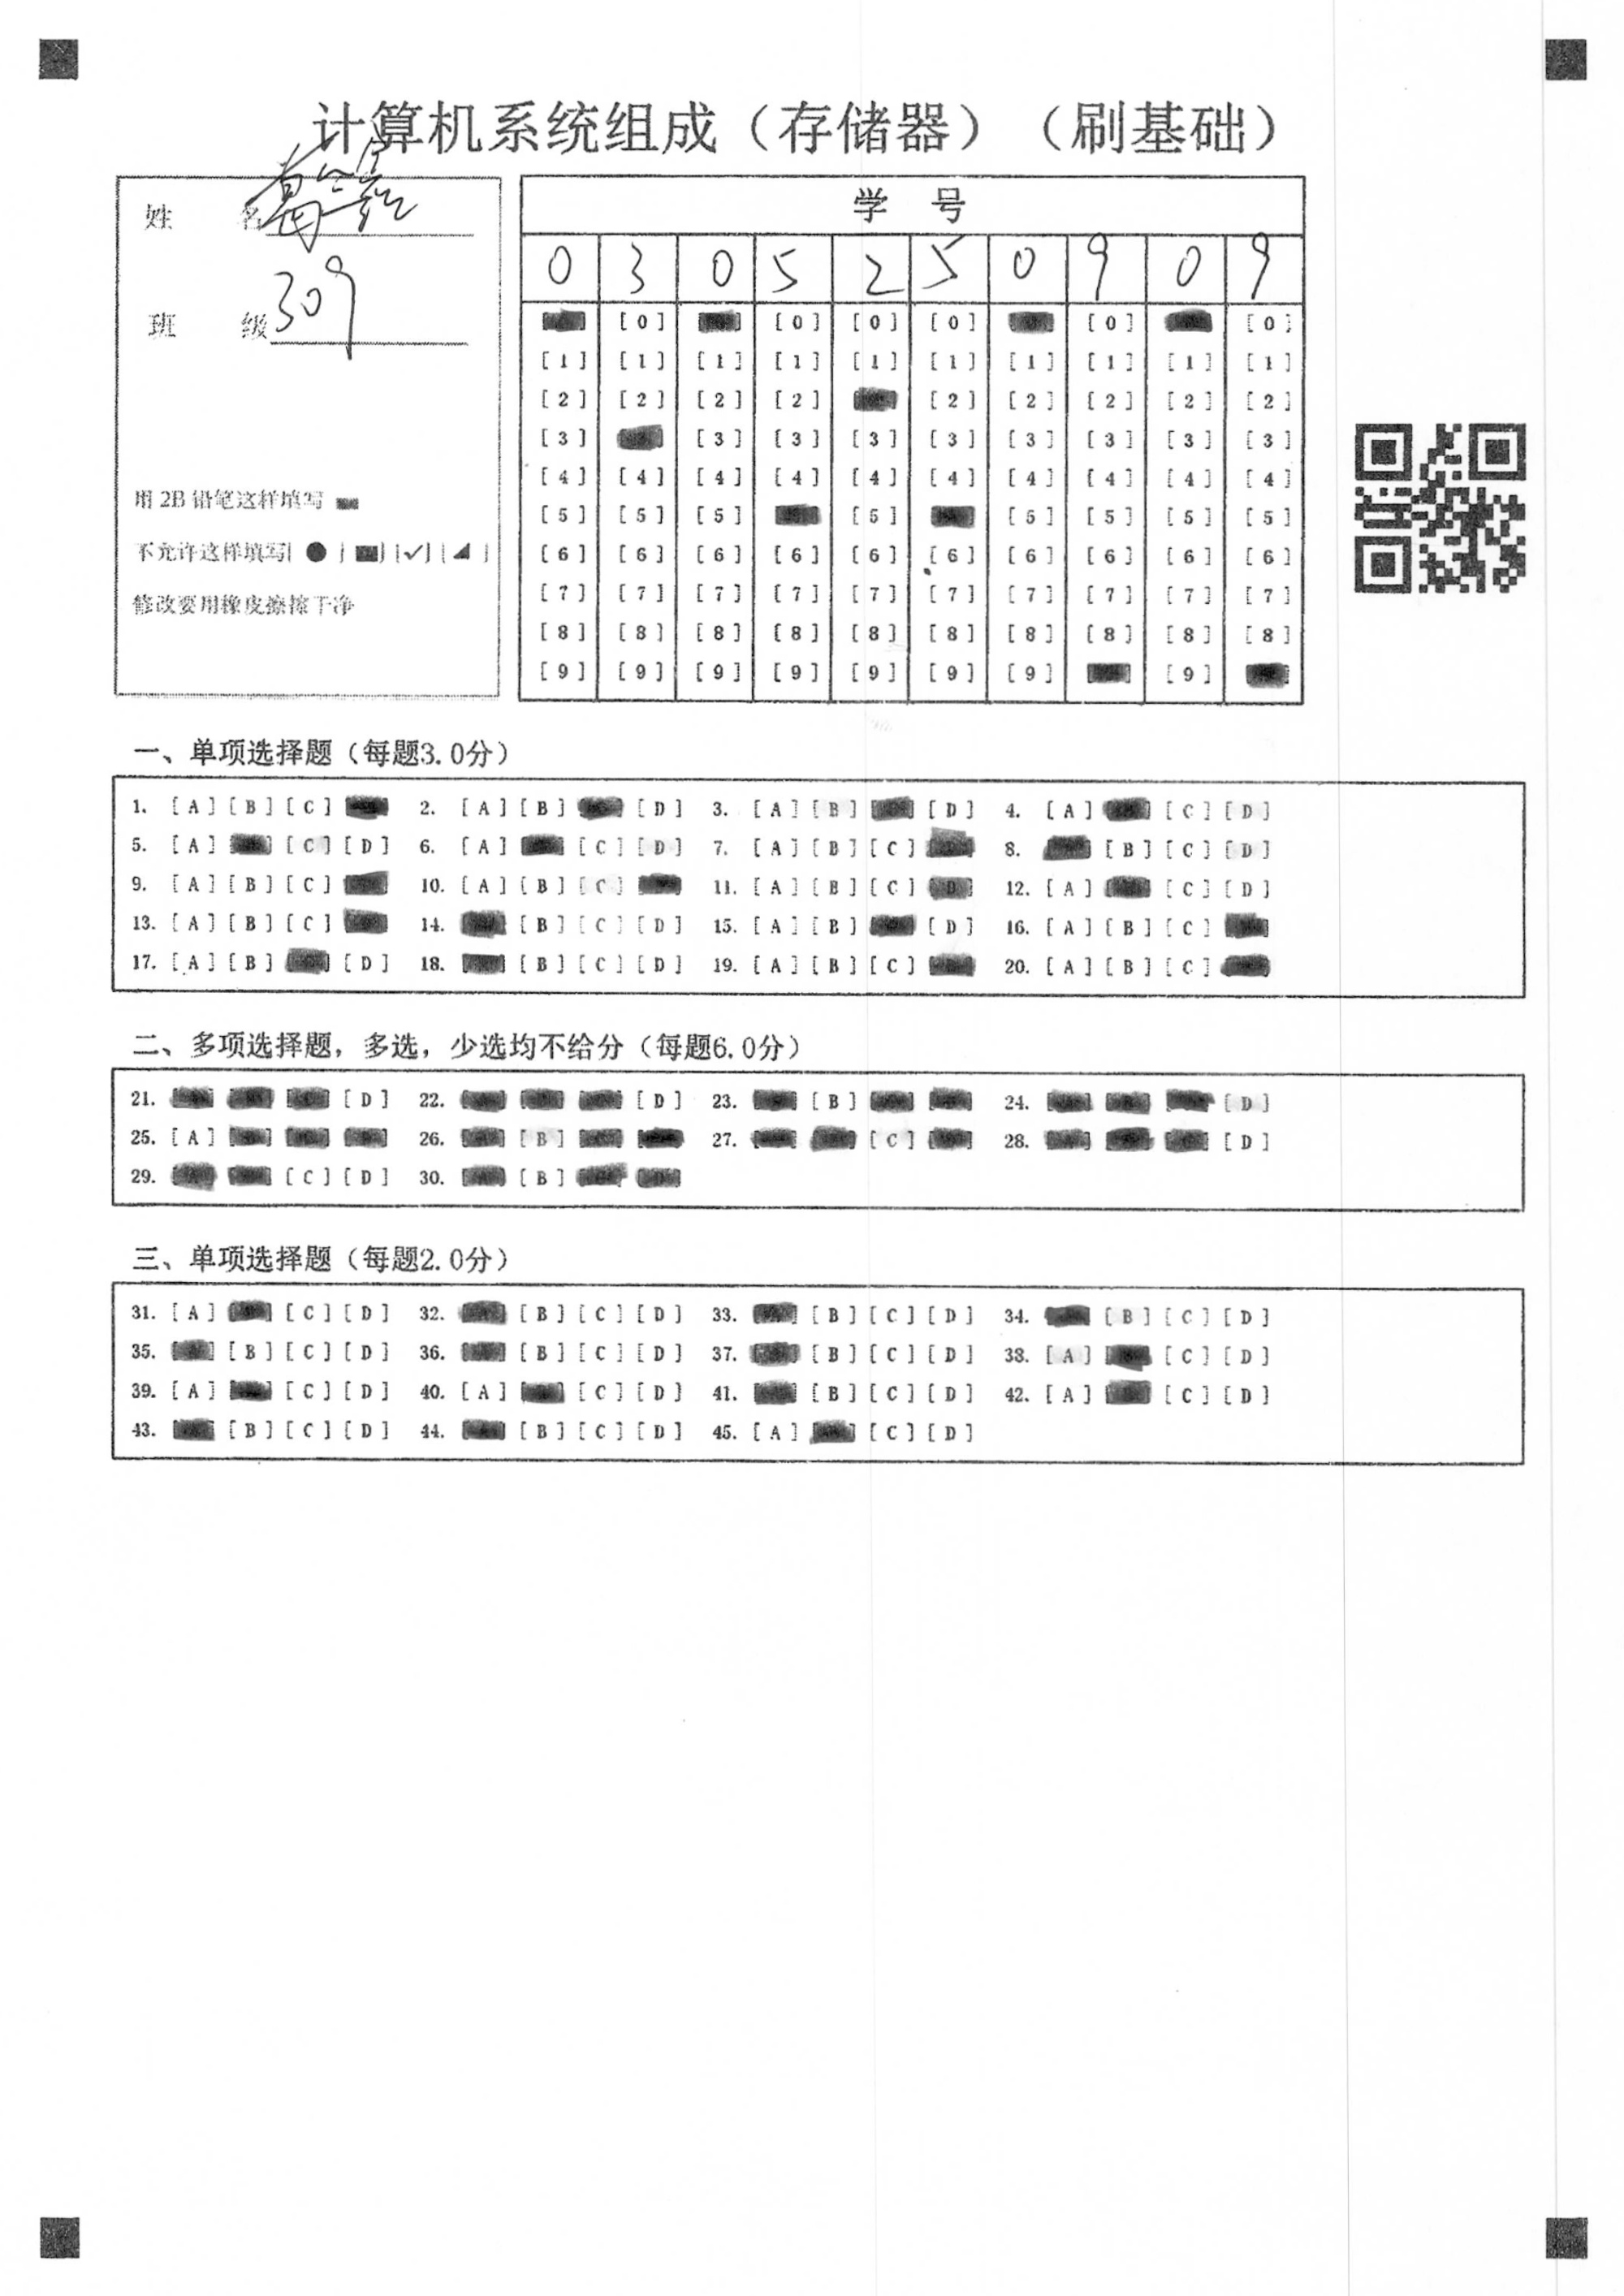 计算机系统组成（存储器）（刷基础）
姓 名
班 级 309
用 2B 铅笔这样填写
不允许这样填写
修改要用橡皮擦擦干净
学 号
0 3 0 5 2 5 0 9 0 9
[0] [0] [0] [0] [0] [0]
[1] [1] [1] [1] [1] [1] [1] [1] [1] [1]
[2] [2] [2] [2] [2] [2] [2] [2] [2]
[3] [3] [3] [3] [3] [3] [3] [3] [3]
[4] [4] [4] [4] [4] [4] [4] [4] [4] [4]
[5] [5] [5] [5] [5] [5] [5] [5]
[6] [6] [6] [6] [6] [6] [6] [6] [6] [6]
[7] [7] [7] [7] [7] [7] [7] [7] [7] [7]
[8] [8] [8] [8] [8] [8] [8] [8] [8] [8]
[9] [9] [9] [9] [9] [9] [9] [9]
一、单项选择题（每题3.0分）
1. [A] [B] [C] 2. [A] [B] [D] 3. [A] [B] [D] 4. [A] [C] [D]
5. [A] [C] [D] 6. [A] [C] [D] 7. [A] [B] [C] 8. [B] [C] [D]
9. [A] [B] [C] 10. [A] [B] [C] 11. [A] [B] [C] 12. [A] [C] [D]
13. [A] [B] [C] 14. [B] [C] [D] 15. [A] [B] [D] 16. [A] [B] [C]
17. [A] [B] [D] 18. [B] [C] [D] 19. [A] [B] [C] 20. [A] [B] [C]
二、多项选择题，多选，少选均不给分（每题6.0分）
21. [D] 22. [D] 23. [B] 24. [D]
25. [A] 26. [B] 27. [C] 28. [D]
29. [C] [D] 30. [B]
三、单项选择题（每题2.0分）
31. [A] [C] [D] 32. [B] [C] [D] 33. [B] [C] [D] 34. [B] [C] [D]
35. [B] [C] [D] 36. [B] [C] [D] 37. [B] [C] [D] 38. [A] [C] [D]
39. [A] [C] [D] 40. [A] [C] [D] 41. [B] [C] [D] 42. [A] [C] [D]
43. [B] [C] [D] 44. [B] [C] [D] 45. [A] [C] [D]